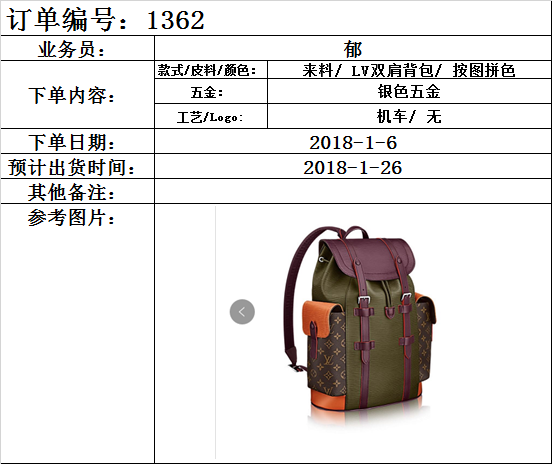 订单编号：1362
业务员： 郁
下单内容： 款式/皮料/颜色： 来料/ LV双肩背包/ 按图拼色
五金： 银色五金
工艺/Logo: 机车/ 无
下单日期： 2018-1-6
预计出货时间： 2018-1-26
其他备注：
参考图片：